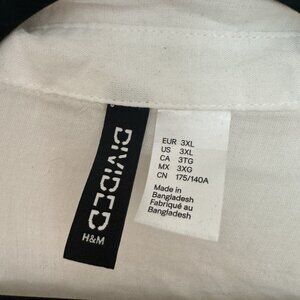 DIVIDED
H&M
EUR 3XL
US 3XL
CA 3TG
MX 3XG
CN 175/140A
Made in
Bangladesh
Fabriqué au
Bangladesh